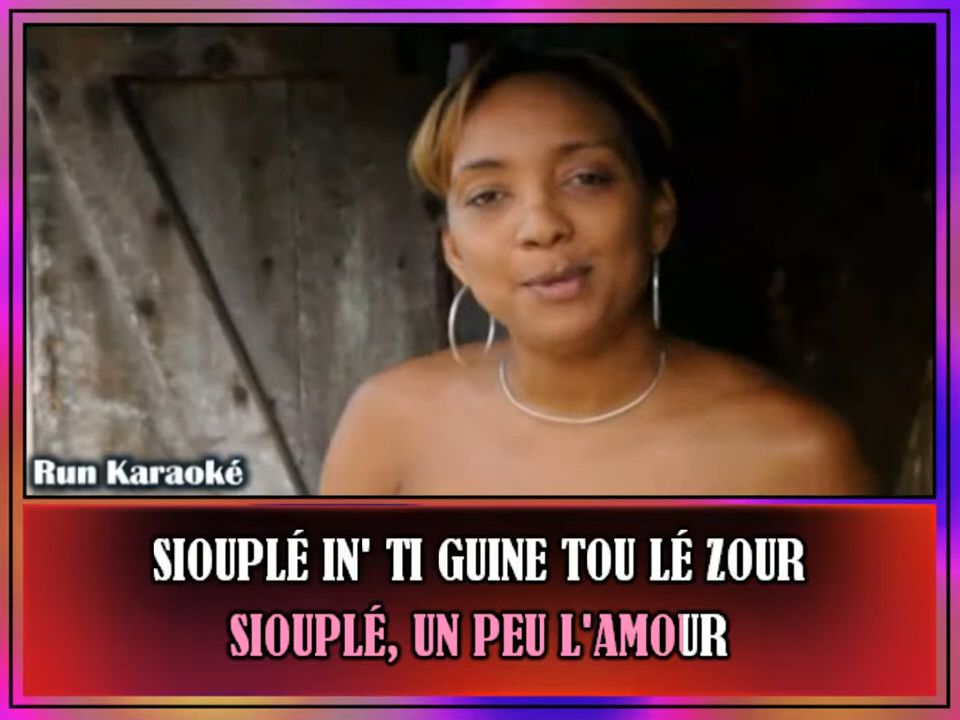 Run Karaoké
SIOUPLÉ IN' TI GUINE TOU LÉ ZOUR
SIOUPLÉ, UN PEU L'AMOUR